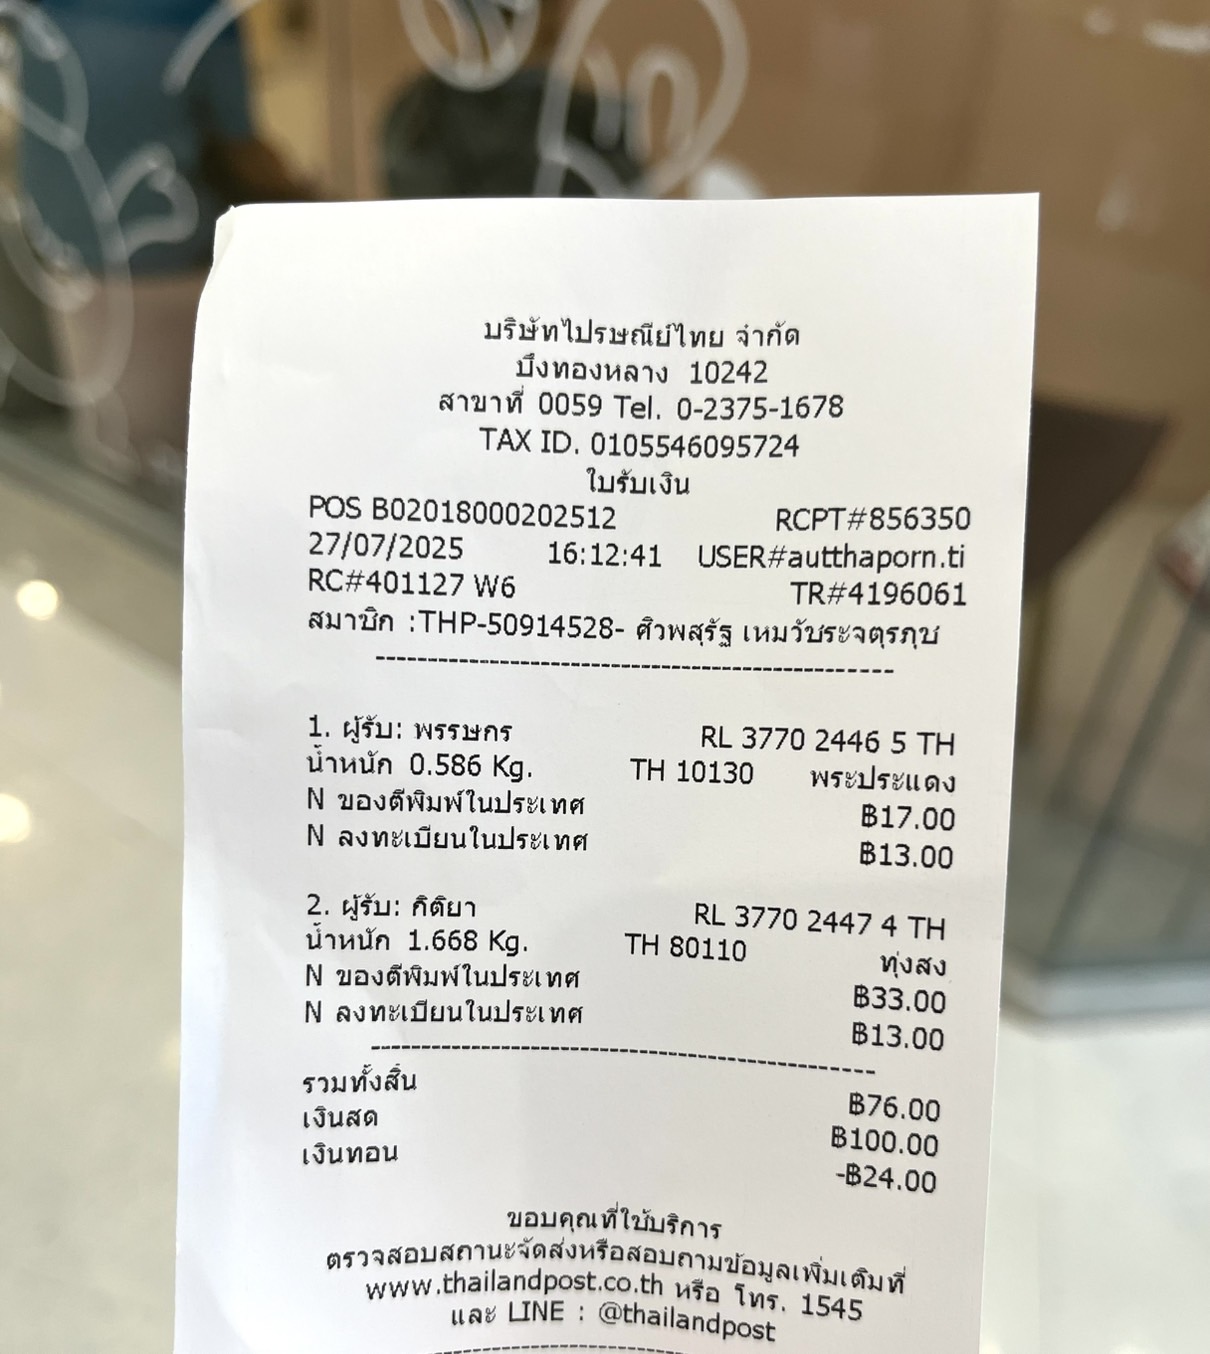 บริษัทไปรษณีย์ไทย จำกัด
บึงทองหลาง 10242
สาขาที่ 0059 Tel. 0-2375-1678
TAX ID. 0105546095724
ใบรับเงิน
POS B02018000202512 RCPT#856350
27/07/2025 16:12:41 USER#autthaporn.ti
RC#401127 W6 TR#4196061
สมาชิก :THP-50914528- ศิวพสุรัฐ เหมวัชระจตุรภุช
--------------------------------------------------
1. ผู้รับ: พรรษกร RL 3770 2446 5 TH
น้ำหนัก 0.586 Kg. TH 10130 พระประแดง
N ของตีพิมพ์ในประเทศ ฿17.00
N ลงทะเบียนในประเทศ ฿13.00
2. ผู้รับ: กิติยา RL 3770 2447 4 TH
น้ำหนัก 1.668 Kg. TH 80110 ทุ่งสง
N ของตีพิมพ์ในประเทศ ฿33.00
N ลงทะเบียนในประเทศ ฿13.00
--------------------------------------------------
รวมทั้งสิ้น ฿76.00
เงินสด ฿100.00
เงินทอน -฿24.00
ขอบคุณที่ใช้บริการ
ตรวจสอบสถานะจัดส่งหรือสอบถามข้อมูลเพิ่มเติมที่
www.thailandpost.co.th หรือ โทร. 1545
และ LINE : @thailandpost